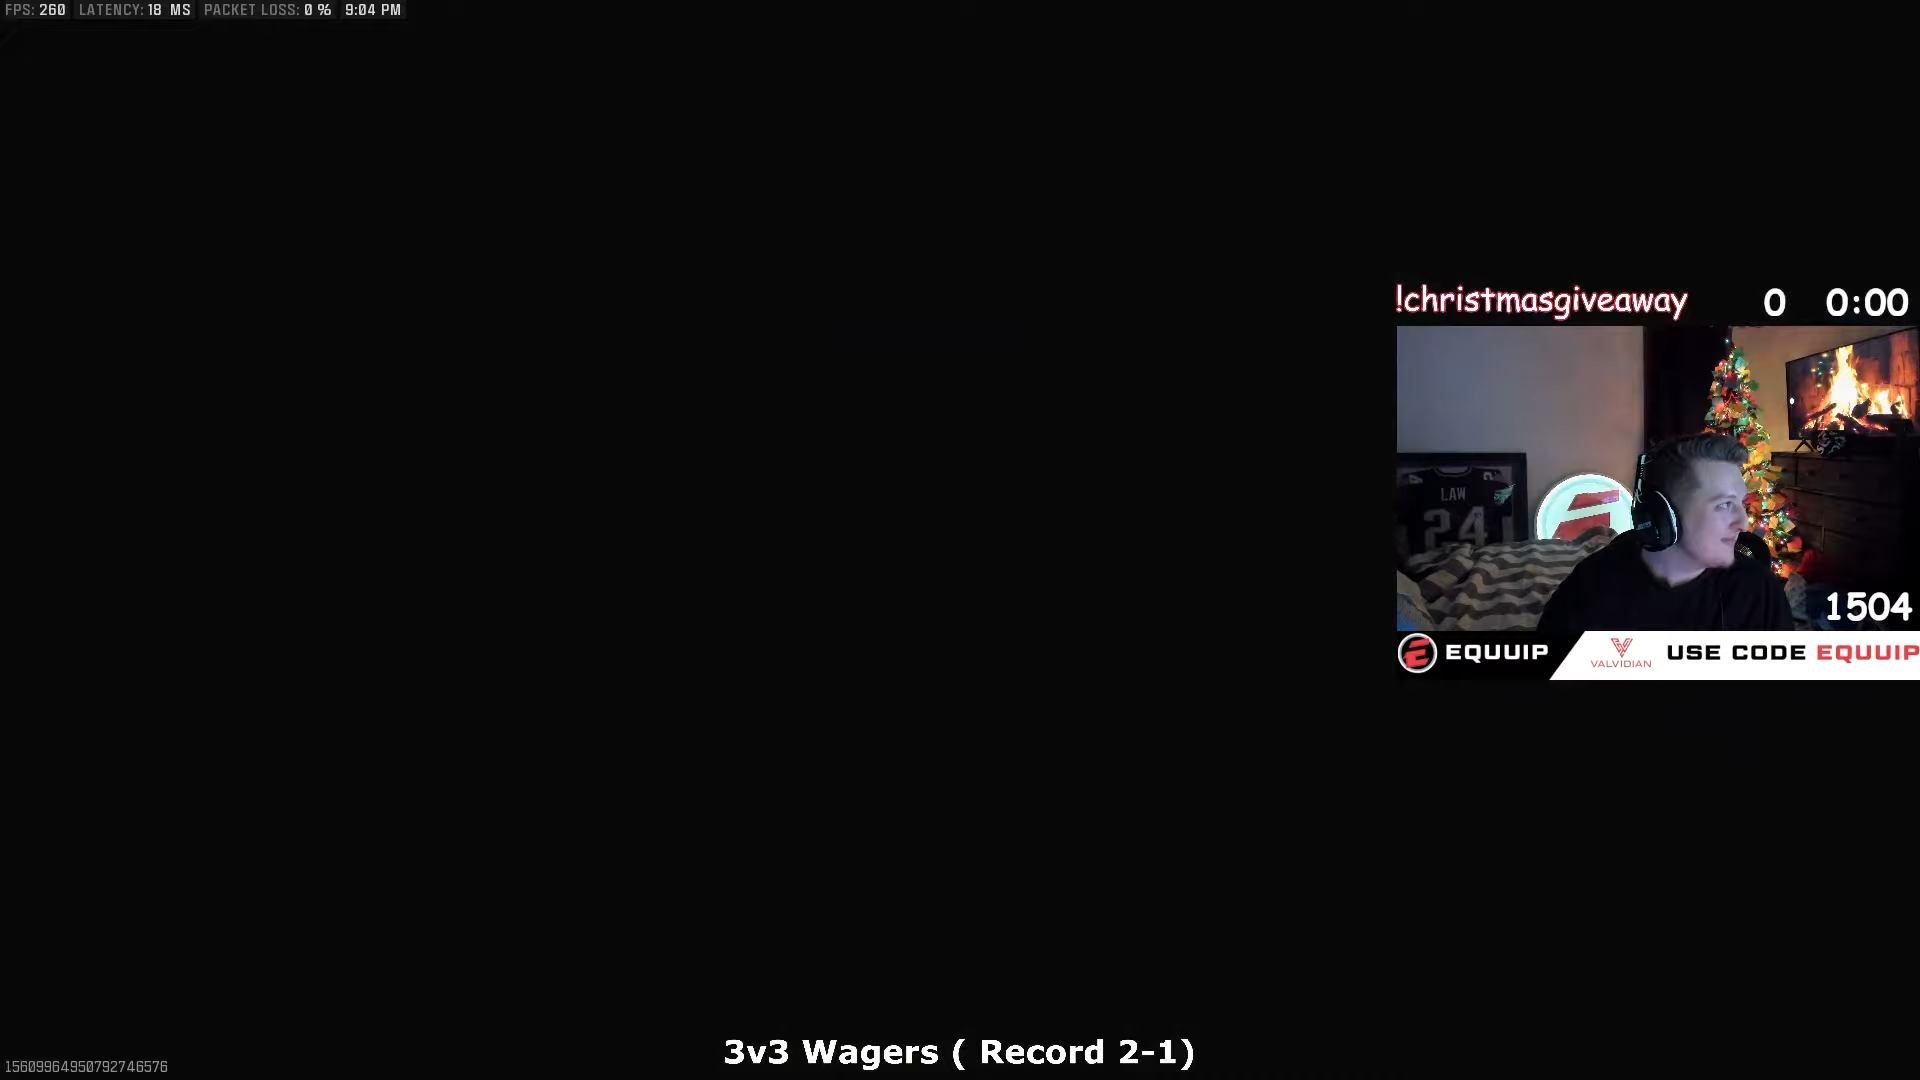 FPS: 260 LATENCY: 18 MS PACKET LOSS: 0 % 9:04 PM
!christmasgiveaway 0 0:00
LAW
24
1504
EQUUIP VALVIDIAN USE CODE EQUUIP
3v3 Wagers ( Record 2-1)
15609964950792746576